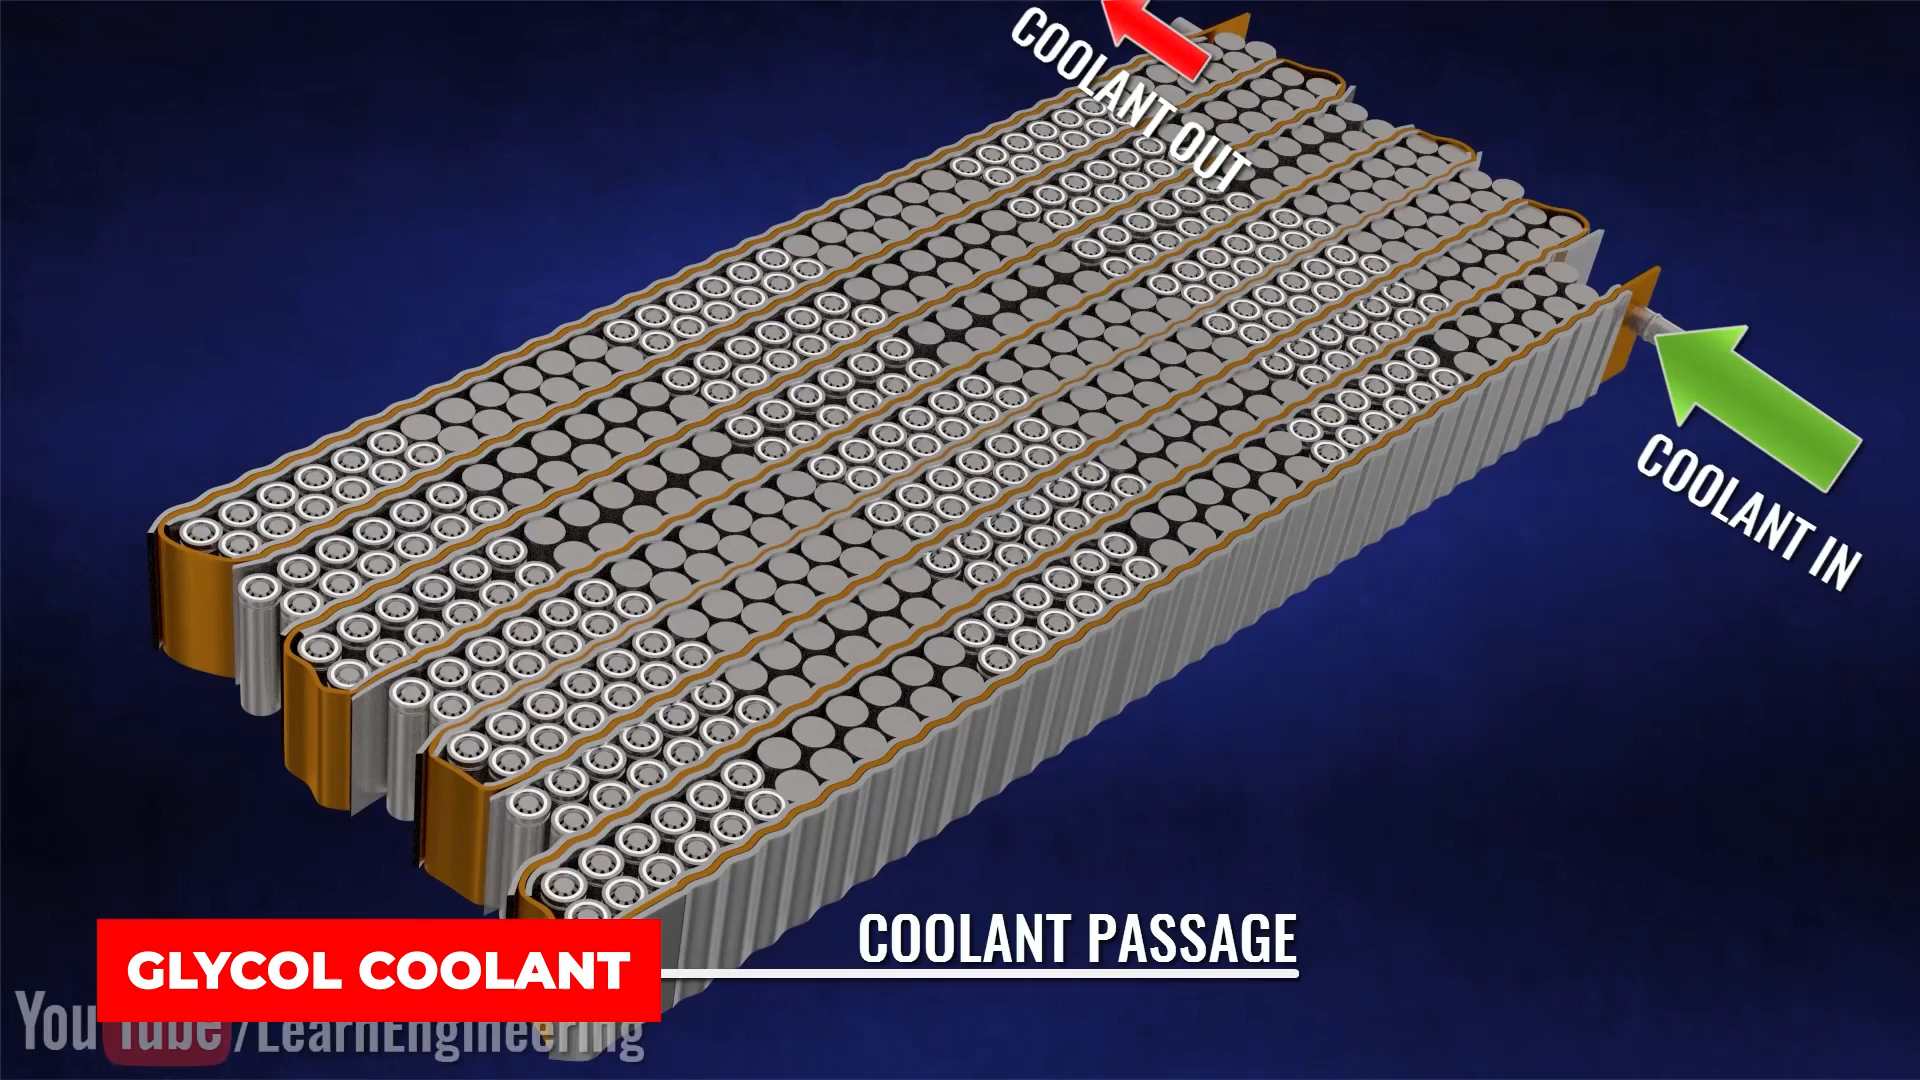 COOLANT OUT
COOLANT IN
COOLANT PASSAGE
GLYCOL COOLANT
YouTube/LearnEngineering